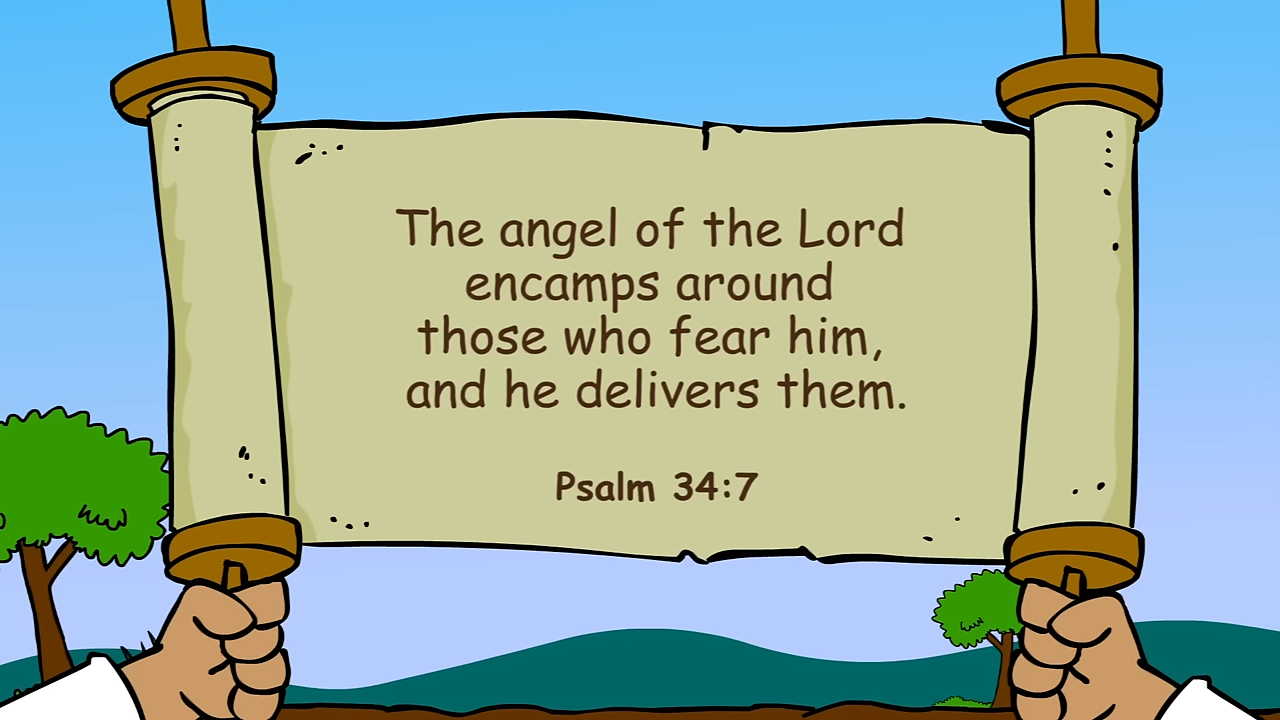 The angel of the Lord
encamps around
those who fear him,
and he delivers them.
Psalm 34:7